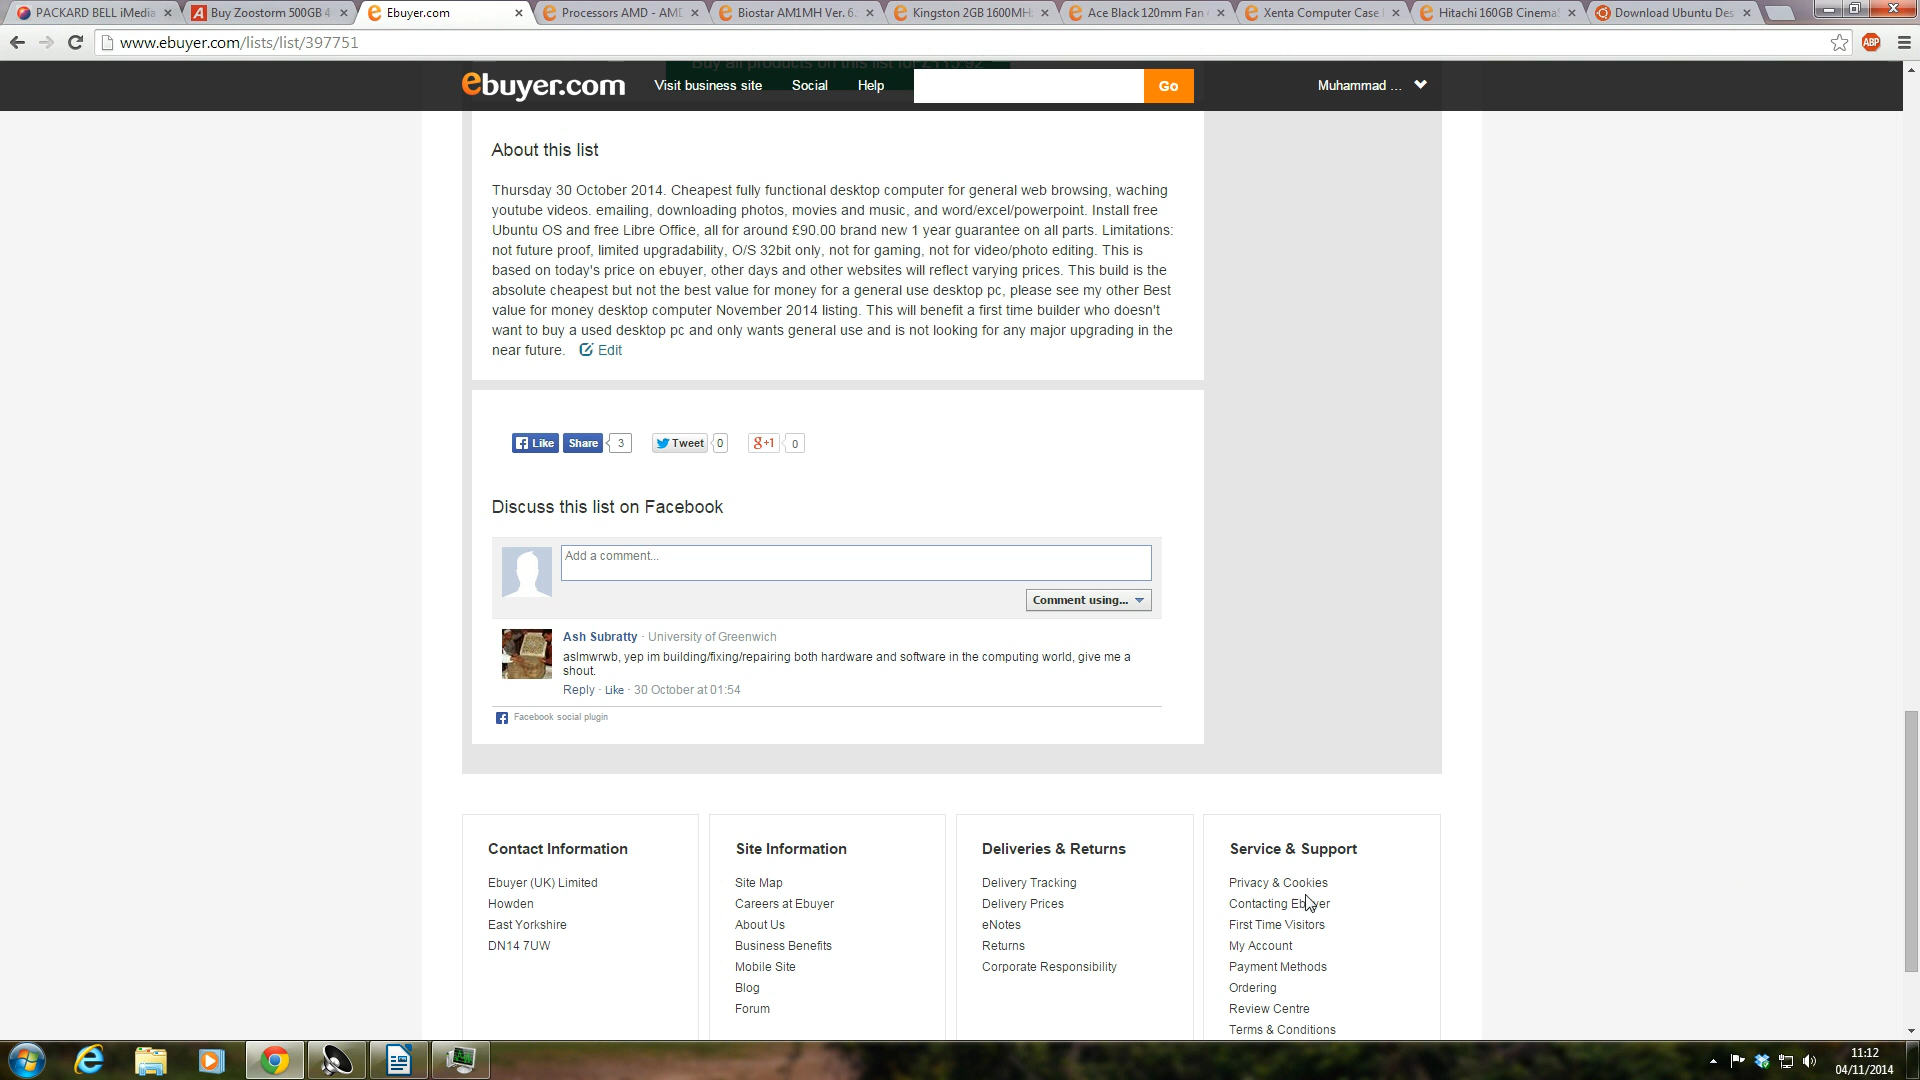 PACKARD BELL iMedia
Buy Zoostorm 500GB 4
Ebuyer.com
Processors AMD - AMD
Biostar AM1MH Ver. 6.
Kingston 2GB 1600MHz
Ace Black 120mm Fan
Xenta Computer Case
Hitachi 160GB CinemaS
Download Ubuntu Des
www.ebuyer.com/lists/list/397751
ABP
Buy all products on this list for £115.92
ebuyer.com
Visit business site
Social
Help
Go
Muhammad ...
About this list
Thursday 30 October 2014. Cheapest fully functional desktop computer for general web browsing, waching
youtube videos. emailing, downloading photos, movies and music, and word/excel/powerpoint. Install free
Ubuntu OS and free Libre Office, all for around £90.00 brand new 1 year guarantee on all parts. Limitations:
not future proof, limited upgradability, O/S 32bit only, not for gaming, not for video/photo editing. This is
based on today's price on ebuyer, other days and other websites will reflect varying prices. This build is the
absolute cheapest but not the best value for money for a general use desktop pc, please see my other Best
value for money desktop computer November 2014 listing. This will benefit a first time builder who doesn't
want to buy a used desktop pc and only wants general use and is not looking for any major upgrading in the
near future. Edit
Like Share 3 Tweet 0 g+1 0
Discuss this list on Facebook
Add a comment...
Comment using...
Ash Subratty · University of Greenwich
aslmwrwb, yep im building/fixing/repairing both hardware and software in the computing world, give me a
shout.
Reply · Like · 30 October at 01:54
Facebook social plugin
Contact Information
Ebuyer (UK) Limited
Howden
East Yorkshire
DN14 7UW
Site Information
Site Map
Careers at Ebuyer
About Us
Business Benefits
Mobile Site
Blog
Forum
Deliveries & Returns
Delivery Tracking
Delivery Prices
eNotes
Returns
Corporate Responsibility
Service & Support
Privacy & Cookies
Contacting Ebuyer
First Time Visitors
My Account
Payment Methods
Ordering
Review Centre
Terms & Conditions
11:12
04/11/2014